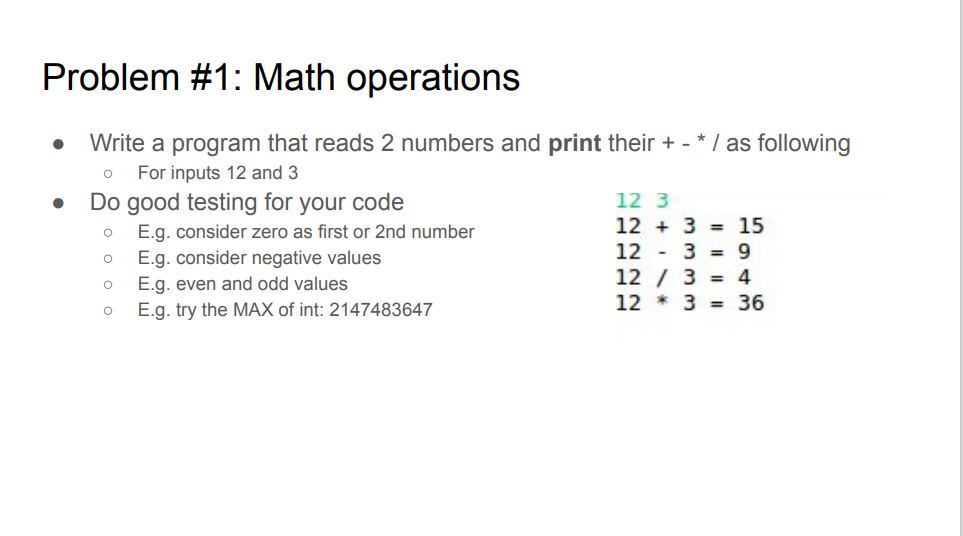 Problem #1: Math operations
● Write a program that reads 2 numbers and print their + - * / as following
○ For inputs 12 and 3
● Do good testing for your code
○ E.g. consider zero as first or 2nd number
○ E.g. consider negative values
○ E.g. even and odd values
○ E.g. try the MAX of int: 2147483647
12 3
12 + 3 = 15
12 - 3 = 9
12 / 3 = 4
12 * 3 = 36